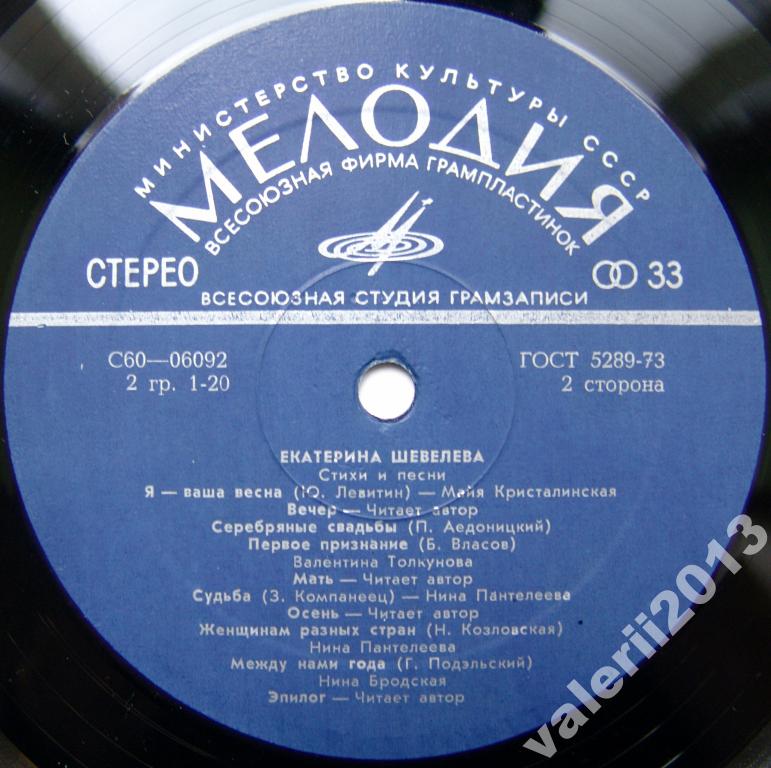 МИНИСТЕРСТВО КУЛЬТУРЫ СССР
МЕЛОДИЯ
ВСЕСОЮЗНАЯ ФИРМА ГРАМПЛАСТИНОК
СТЕРЕО 33
ВСЕСОЮЗНАЯ СТУДИЯ ГРАМЗАПИСИ
С60—06092 ГОСТ 5289-73
2 гр. 1-20 2 сторона
ЕКАТЕРИНА ШЕВЕЛЕВА
Стихи и песни
Я — ваша весна (Ю. Левитин) — Майя Кристалинская
Вечер — Читает автор
Серебряные свадьбы (П. Аедоницкий)
Первое признание (Б. Власов)
Валентина Толкунова
Мать — Читает автор
Судьба (З. Компанеец) — Нина Пантелеева
Осень — Читает автор
Женщинам разных стран (Н. Козловская)
Нина Пантелеева
Между нами года (Г. Подэльский)
Нина Бродская
Эпилог — Читает автор
valerii2013